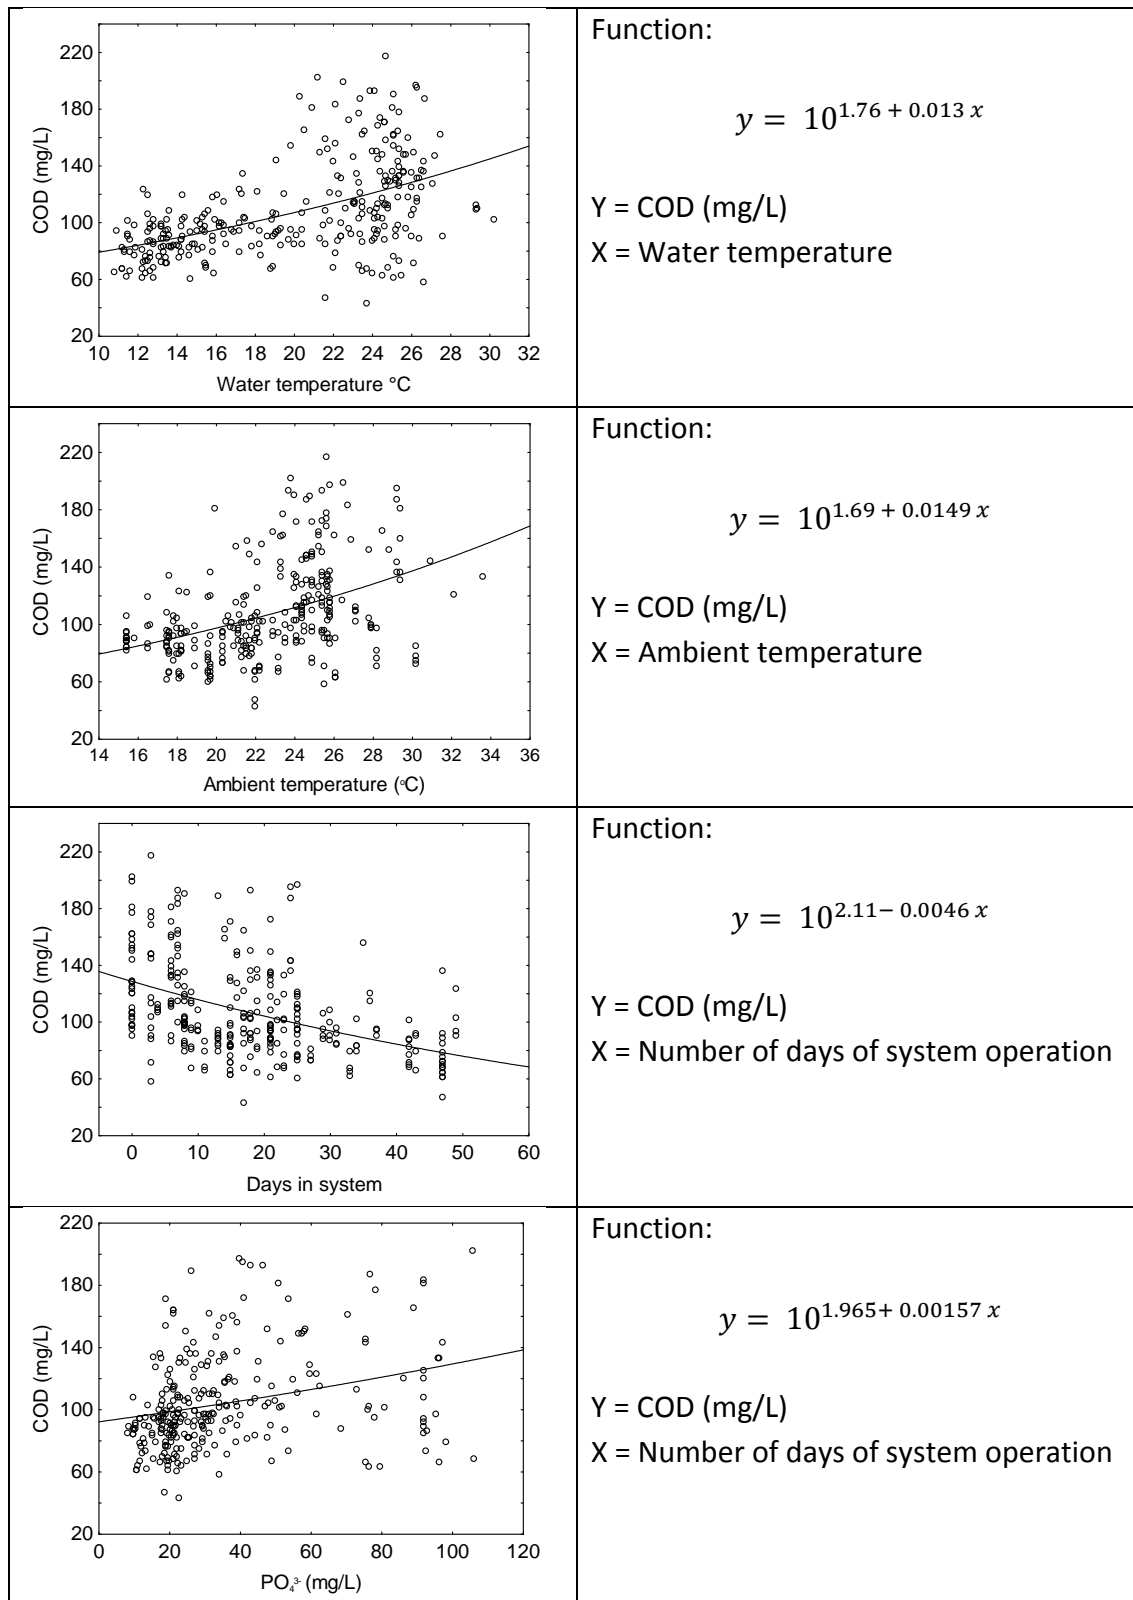 220
180
140
100
60
20
COD (mg/L)
10 12 14 16 18 20 22 24 26 28 30 32
Water temperature °C
Function:
y = 10^{1.76 + 0.013 x}
Y = COD (mg/L)
X = Water temperature
220
180
140
100
60
20
COD (mg/L)
14 16 18 20 22 24 26 28 30 32 34 36
Ambient temperature (°C)
Function:
y = 10^{1.69 + 0.0149 x}
Y = COD (mg/L)
X = Ambient temperature
220
180
140
100
60
20
COD (mg/L)
0 10 20 30 40 50 60
Days in system
Function:
y = 10^{2.11− 0.0046 x}
Y = COD (mg/L)
X = Number of days of system operation
220
180
140
100
60
20
COD (mg/L)
0 20 40 60 80 100 120
PO₄³⁻ (mg/L)
Function:
y = 10^{1.965+ 0.00157 x}
Y = COD (mg/L)
X = Number of days of system operation